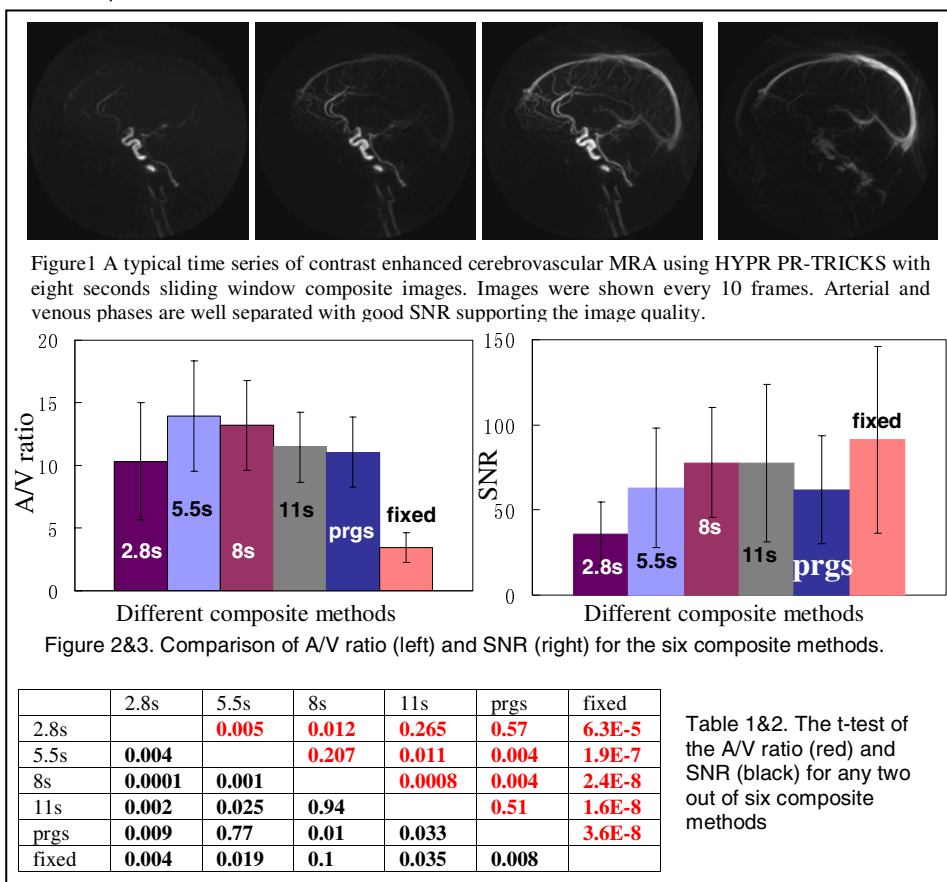 Figure1 A typical time series of contrast enhanced cerebrovascular MRA using HYPR PR-TRICKS with
eight seconds sliding window composite images. Images were shown every 10 frames. Arterial and
venous phases are well separated with good SNR supporting the image quality.
20
15
10
5
0
A/V ratio
2.8s
5.5s
8s
11s
prgs
fixed
Different composite methods
150
100
50
0
SNR
2.8s
5.5s
8s
11s
prgs
fixed
Different composite methods
Figure 2&3. Comparison of A/V ratio (left) and SNR (right) for the six composite methods.
2.8s 5.5s 8s 11s prgs fixed
2.8s 0.005 0.012 0.265 0.57 6.3E-5
5.5s 0.004 0.207 0.011 0.004 1.9E-7
8s 0.0001 0.001 0.0008 0.004 2.4E-8
11s 0.002 0.025 0.94 0.51 1.6E-8
prgs 0.009 0.77 0.01 0.033 3.6E-8
fixed 0.004 0.019 0.1 0.035 0.008
Table 1&2. The t-test of
the A/V ratio (red) and
SNR (black) for any two
out of six composite
methods